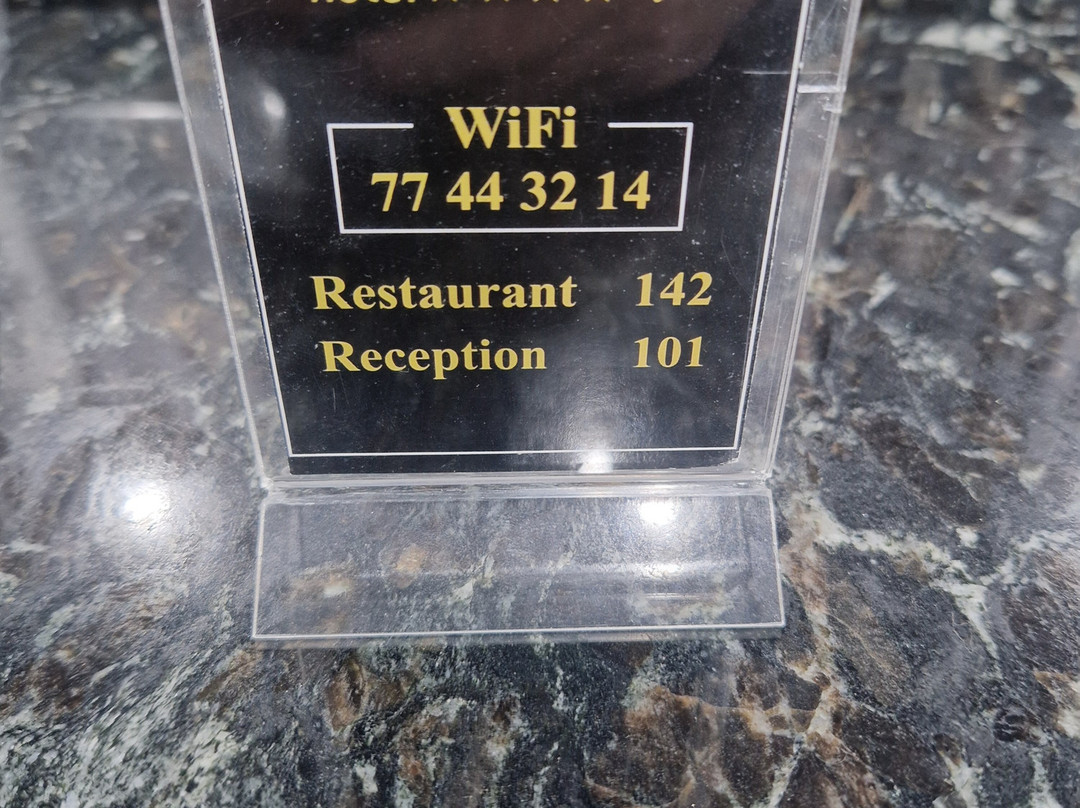 WiFi
77 44 32 14
Restaurant 142
Reception 101